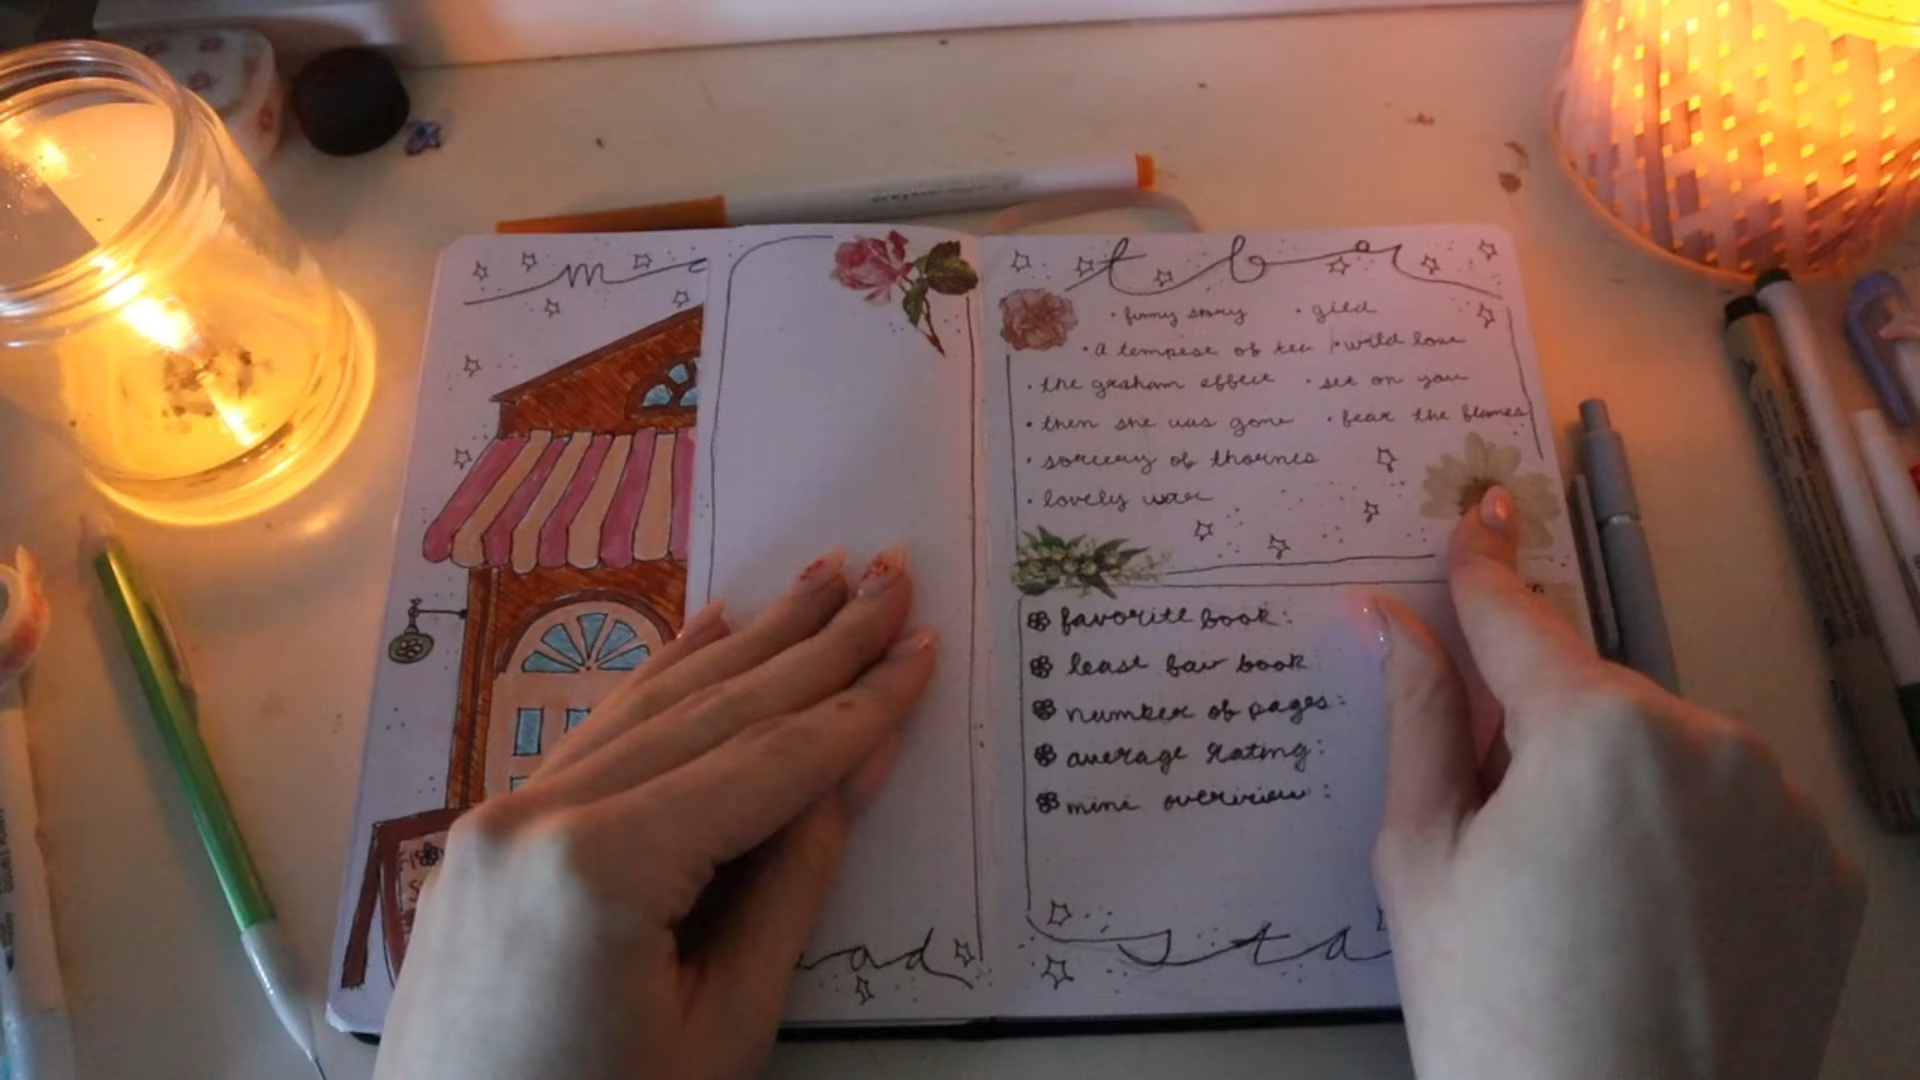 m
tbr
• funny story • gild
• a tempest of tea • wild love
• the graham effect • see on you
• then she was gone • fear the flames
• sorcery of thornes
• lovely war
favorite book:
least fav book
number of pages:
average rating:
mini overview:
ad
sta